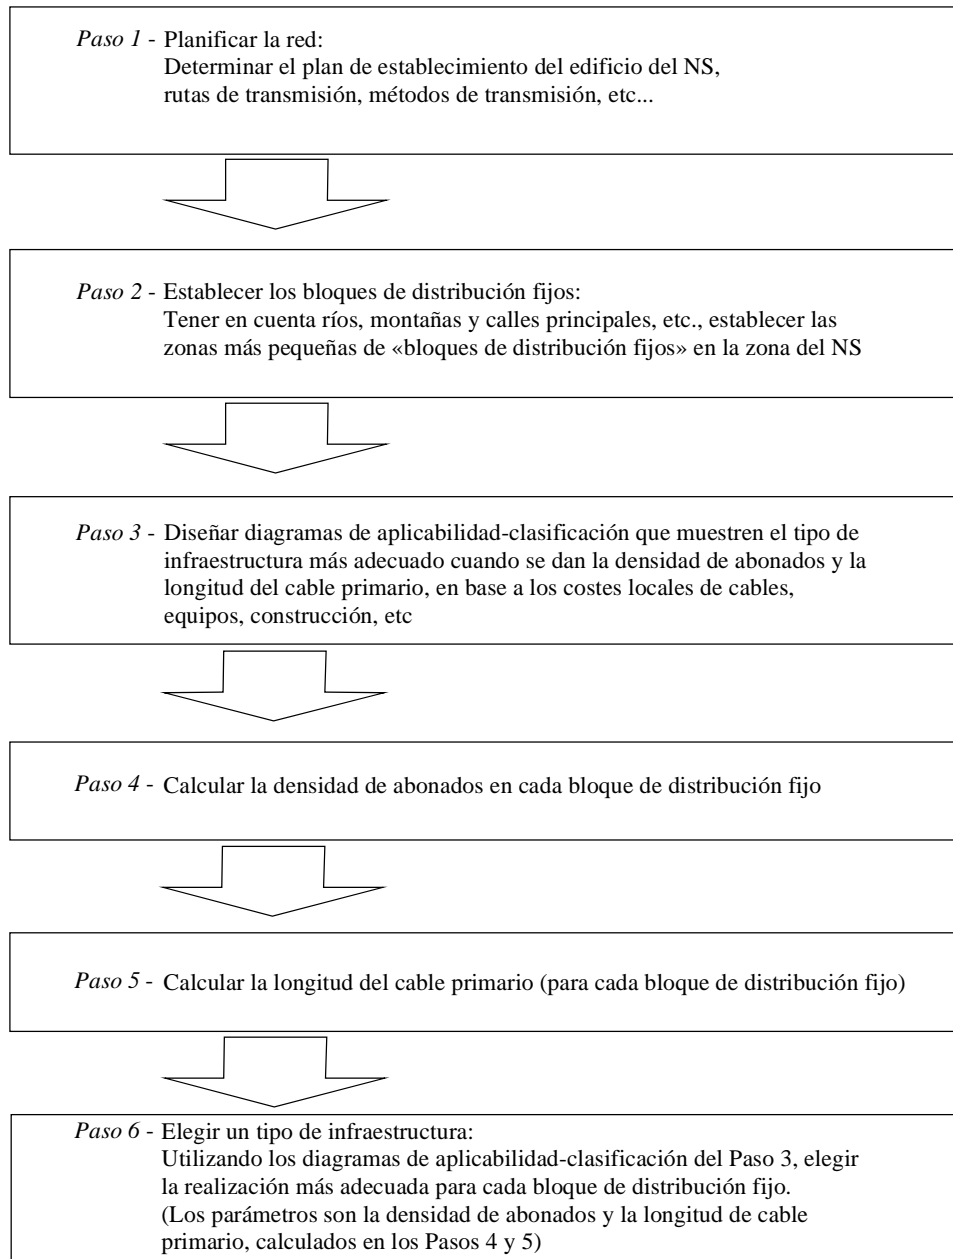 Paso 1 - Planificar la red:
Determinar el plan de establecimiento del edificio del NS,
rutas de transmisión, métodos de transmisión, etc...
Paso 2 - Establecer los bloques de distribución fijos:
Tener en cuenta ríos, montañas y calles principales, etc., establecer las
zonas más pequeñas de «bloques de distribución fijos» en la zona del NS
Paso 3 - Diseñar diagramas de aplicabilidad-clasificación que muestren el tipo de
infraestructura más adecuado cuando se dan la densidad de abonados y la
longitud del cable primario, en base a los costes locales de cables,
equipos, construcción, etc
Paso 4 - Calcular la densidad de abonados en cada bloque de distribución fijo
Paso 5 - Calcular la longitud del cable primario (para cada bloque de distribución fijo)
Paso 6 - Elegir un tipo de infraestructura:
Utilizando los diagramas de aplicabilidad-clasificación del Paso 3, elegir
la realización más adecuada para cada bloque de distribución fijo.
(Los parámetros son la densidad de abonados y la longitud de cable
primario, calculados en los Pasos 4 y 5)